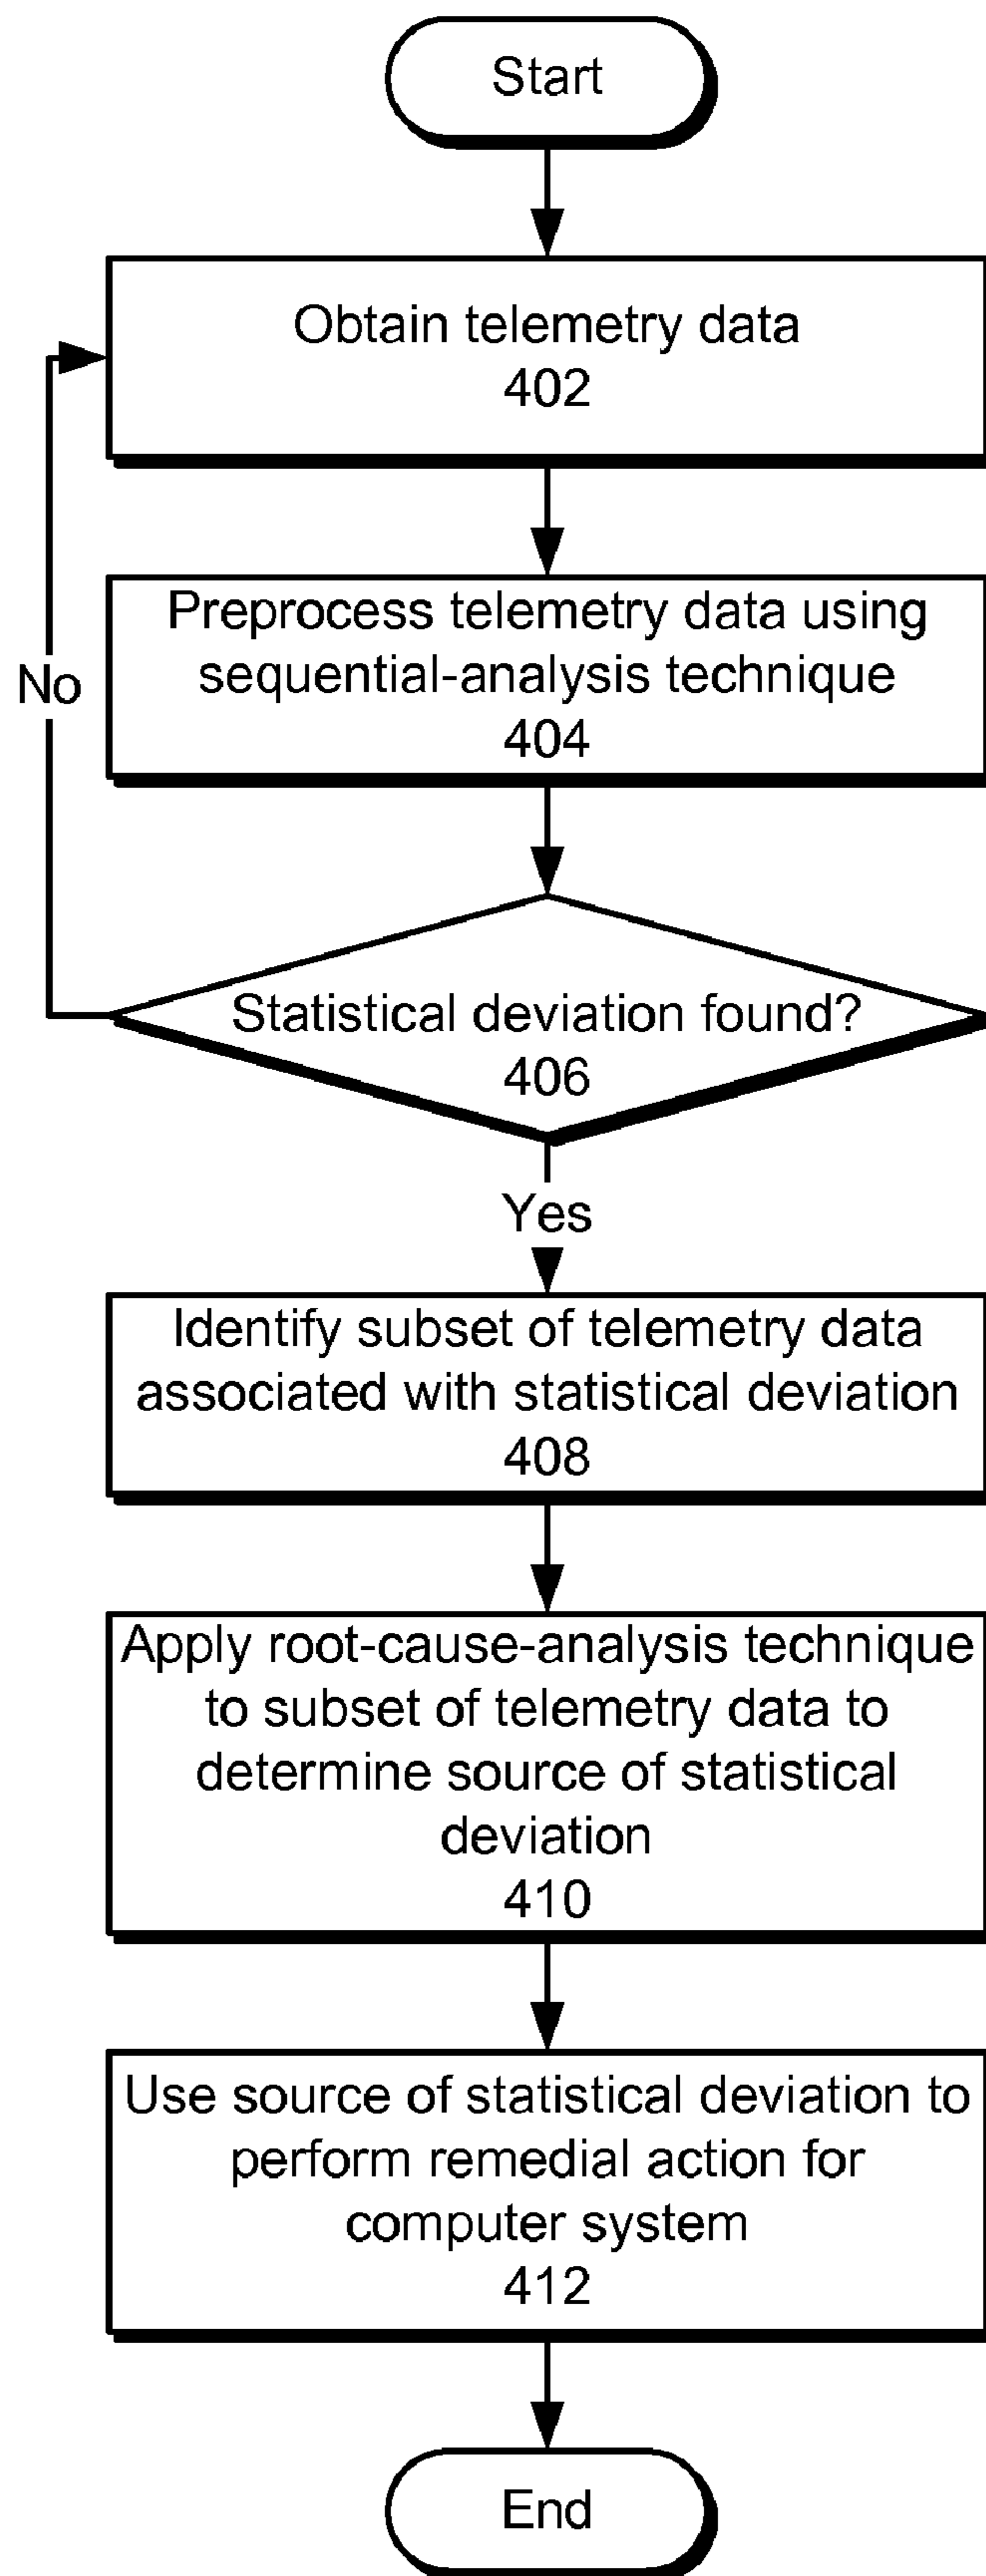 Start
Obtain telemetry data
402
Preprocess telemetry data using
sequential-analysis technique
404
No
Statistical deviation found?
406
Yes
Identify subset of telemetry data
associated with statistical deviation
408
Apply root-cause-analysis technique
to subset of telemetry data to
determine source of statistical
deviation
410
Use source of statistical deviation to
perform remedial action for
computer system
412
End